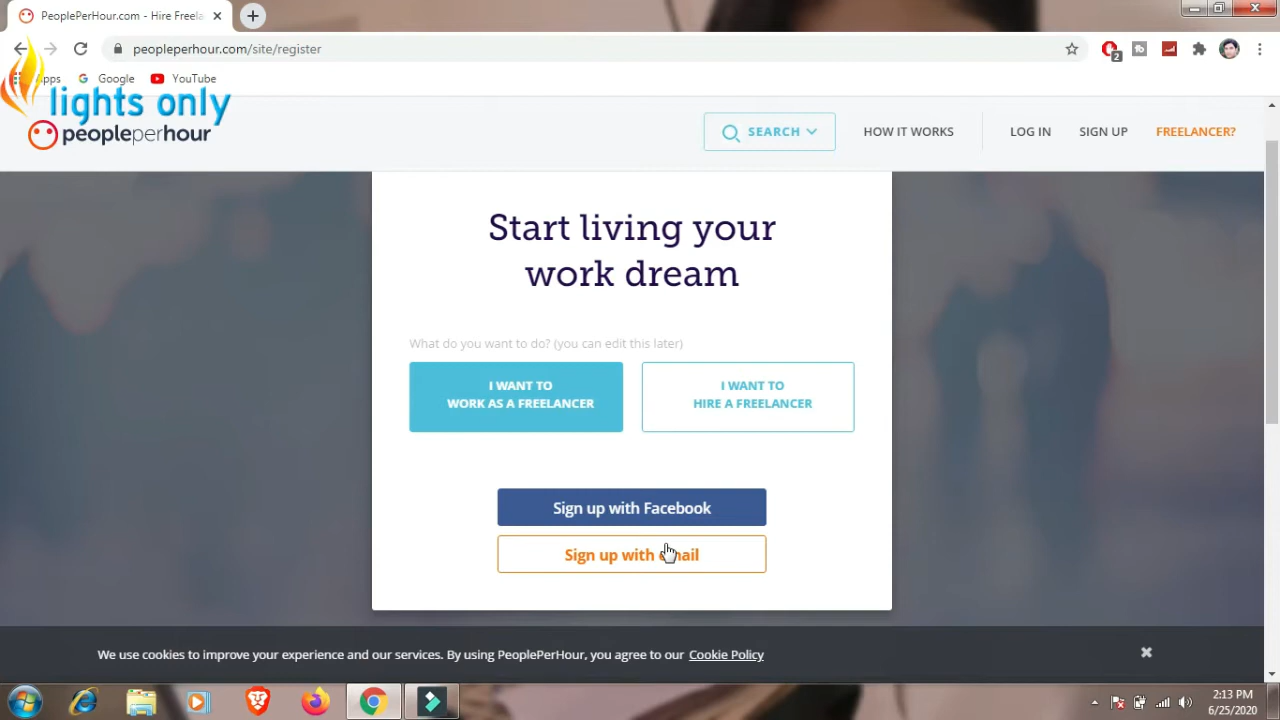 PeoplePerHour.com - Hire Freela
peopleperhour.com/site/register
2
Apps
Google
YouTube
lights only
peopleperhour
SEARCH
HOW IT WORKS
LOG IN
SIGN UP
FREELANCER?
Start living your
work dream
What do you want to do? (you can edit this later)
I WANT TO
WORK AS A FREELANCER
I WANT TO
HIRE A FREELANCER
Sign up with Facebook
Sign up with email
We use cookies to improve your experience and our services. By using PeoplePerHour, you agree to our Cookie Policy
2:13 PM
6/25/2020